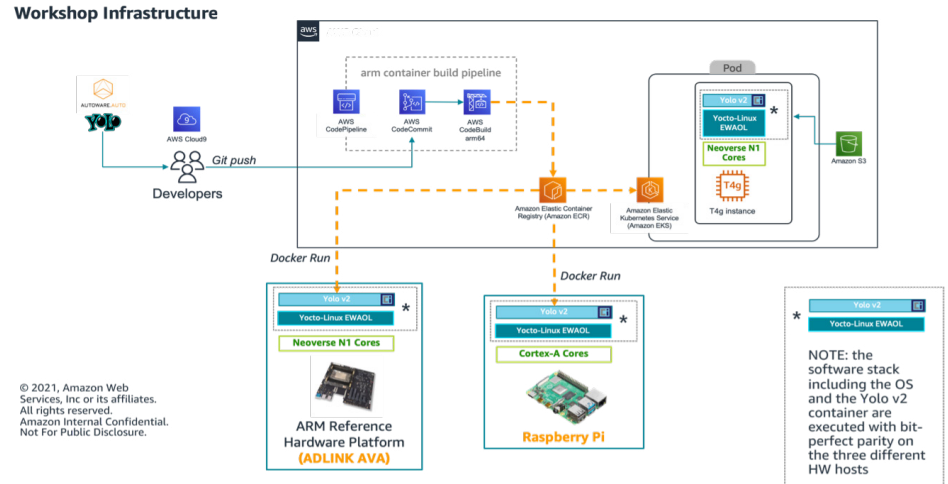 Workshop Infrastructure
aws
arm container build pipeline
AWS
CodePipeline
AWS
CodeCommit
AWS
CodeBuild
arm64
AUTOWARE.AUTO
YOLO
AWS Cloud9
Git push
Developers
Pod
Yolo v2
Yocto-Linux
EWAOL
*
Neoverse N1
Cores
T4g
T4g instance
Amazon S3
Amazon Elastic Container
Registry (Amazon ECR)
Amazon Elastic
Kubernetes Service
(Amazon EKS)
Docker Run
Docker Run
Yolo v2
Yocto-Linux EWAOL
*
Neoverse N1 Cores
ARM Reference
Hardware Platform
(ADLINK AVA)
Yolo v2
Yocto-Linux EWAOL
*
Cortex-A Cores
Raspberry Pi
Yolo v2
Yocto-Linux EWAOL
*
NOTE: the
software stack
including the OS
and the Yolo v2
container are
executed with bit-
perfect parity on
the three different
HW hosts
© 2021, Amazon Web
Services, Inc or its affiliates.
All rights reserved.
Amazon Internal Confidential.
Not For Public Disclosure.